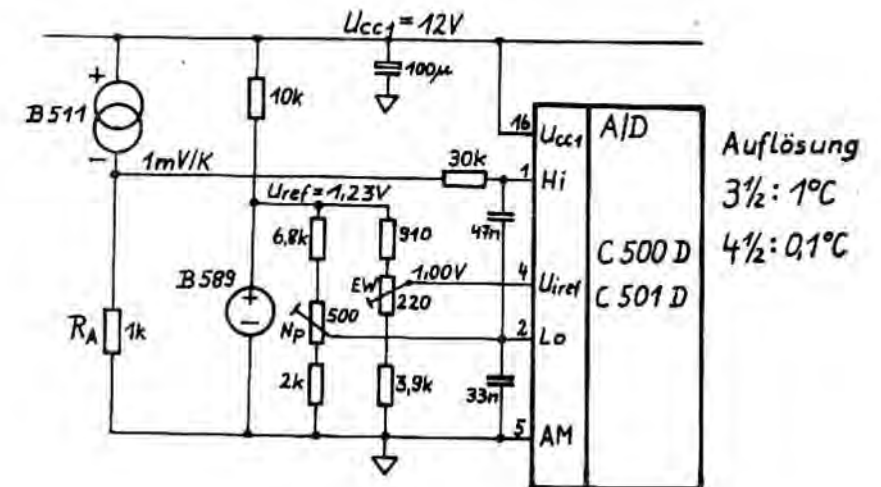 Ucc1 = 12V
100µ
B511
10k
16
Ucc1
A/D
Auflösung
1mV/K
30k
1
Hi
3½: 1°C
Uref = 1,23V
47n
4½: 0,1°C
6,8k
910
C 500 D
B 589
EW
1,00V
4
Uiref
C 501 D
500
220
RA
1k
Np
2
Lo
2k
3,9k
33n
5
AM